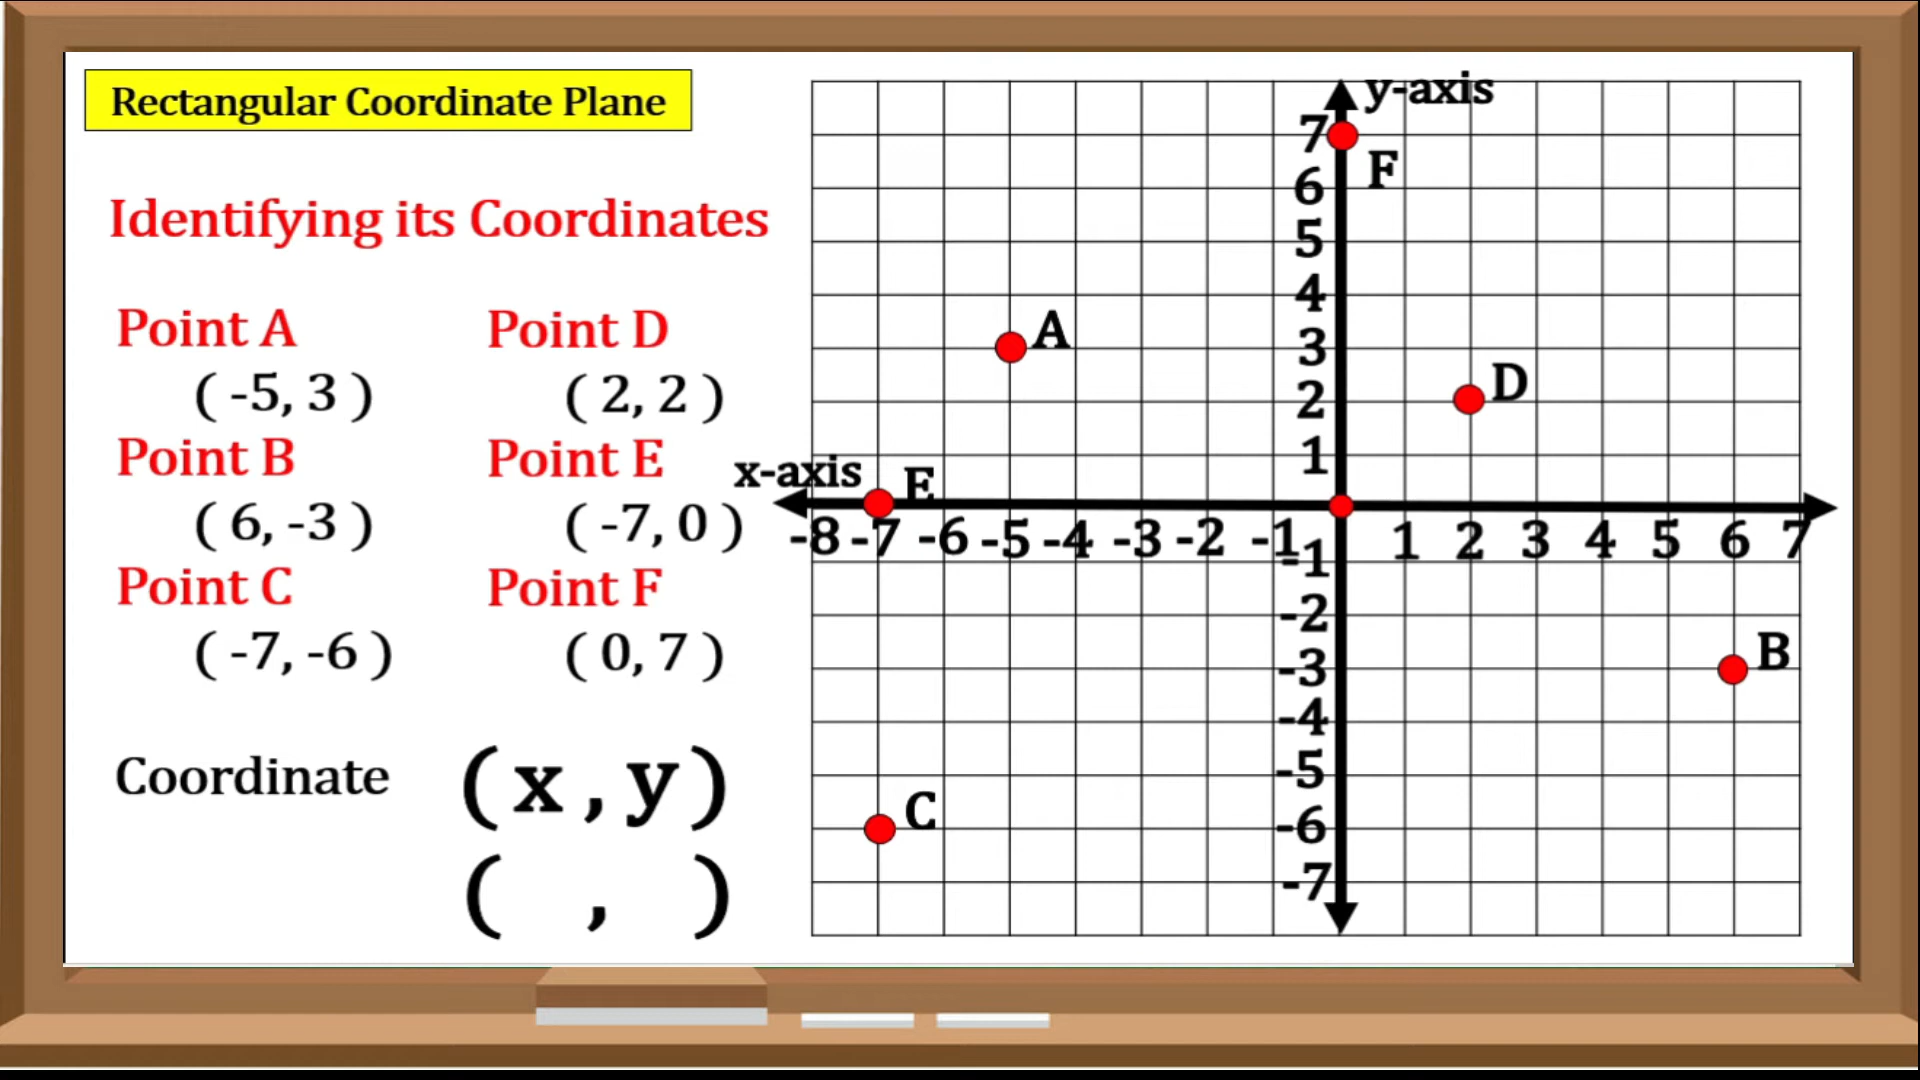 Rectangular Coordinate Plane
Identifying its Coordinates
Point A
( -5, 3 )
Point B
( 6, -3 )
Point C
( -7, -6 )
Point D
( 2, 2 )
Point E
( -7, 0 )
Point F
( 0, 7 )
Coordinate (x , y)
( , )
y-axis
7
F
6
5
4
A
3
D
2
1
x-axis E
-8 -7 -6 -5 -4 -3 -2 -1 1 2 3 4 5 6 7
-1
-2
B
-3
-4
-5
C
-6
-7